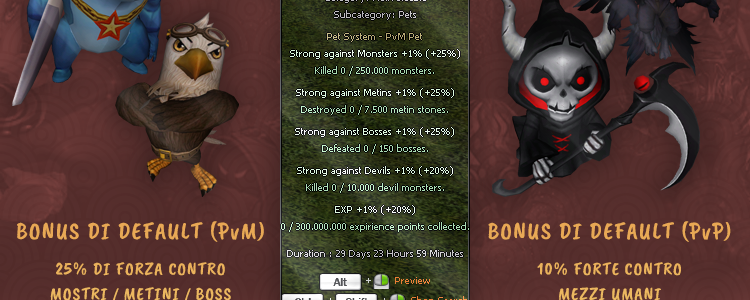 Subcategory: Pets
Pet System - PvM Pet
Strong against Monsters +1% (+25%)
Killed 0 / 250.000 monsters.
Strong against Metins +1% (+25%)
Destroyed 0 / 7.500 metin stones.
Strong against Bosses +1% (+25%)
Defeated 0 / 150 bosses.
Strong against Devils +1% (+20%)
Killed 0 / 10.000 devil monsters.
EXP +1% (+20%)
0 / 300.000.000 expirience points collected.
Duration : 29 Days 23 Hours 59 Minutes
Alt + Preview
BONUS DI DEFAULT (PvM)
25% DI FORZA CONTRO
MOSTRI / METINI / BOSS
BONUS DI DEFAULT (PvP)
10% FORTE CONTRO
MEZZI UMANI